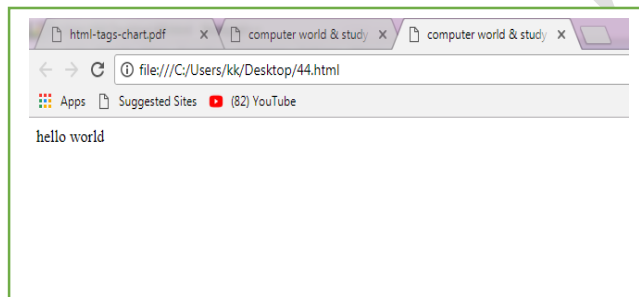 html-tags-chart.pdf computer world & study computer world & study
file:///C:/Users/kk/Desktop/44.html
Apps Suggested Sites (82) YouTube
hello world